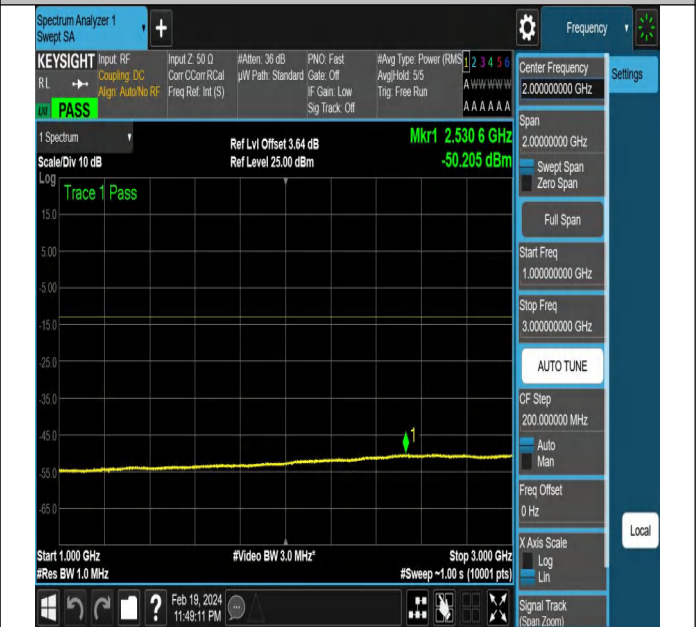 Spectrum Analyzer 1
Swept SA
+
Frequency
KEYSIGHT
Input: RF
Coupling: DC
Align: Auto/No RF
Input Z: 50 Ω
Corr CCorr RCal
Freq Ref: Int (S)
#Atten: 36 dB
µW Path: Standard
PNO: Fast
Gate: Off
IF Gain: Low
Sig Track: Off
#Avg Type: Power (RMS
Avg|Hold: 5/5
Trig: Free Run
1 2 3 4 5 6
A W W W W W
A A A A A A
R L
PASS
Settings
Center Frequency
2.000000000 GHz
Span
2.00000000 GHz
Swept Span
Zero Span
Full Span
Start Freq
1.000000000 GHz
Stop Freq
3.000000000 GHz
AUTO TUNE
CF Step
200.000000 MHz
Auto
Man
Freq Offset
0 Hz
X Axis Scale
Log
Lin
Signal Track
(Span Zoom)
Local
1 Spectrum
Scale/Div 10 dB
Ref Lvl Offset 3.64 dB
Ref Level 25.00 dBm
Mkr1 2.530 6 GHz
-50.205 dBm
Log
Trace 1 Pass
15.0
5.00
-5.00
-15.0
-25.0
-35.0
-45.0
-55.0
-65.0
1
Start 1.000 GHz
#Res BW 1.0 MHz
#Video BW 3.0 MHz*
Stop 3.000 GHz
#Sweep ~1.00 s (10001 pts)
?
Feb 19, 2024
11:49:11 PM